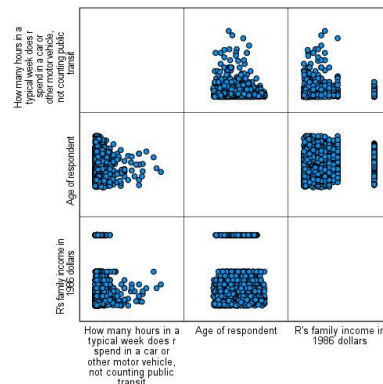 How many hours in a
typical week does r
spend in a car or
other motor vehicle,
not counting public
transit
Age of respondent
R's family income in
1986 dollars
How many hours in a
typical week does r
spend in a car or
other motor vehicle,
not counting public
transit
Age of respondent
R's family income in
1986 dollars